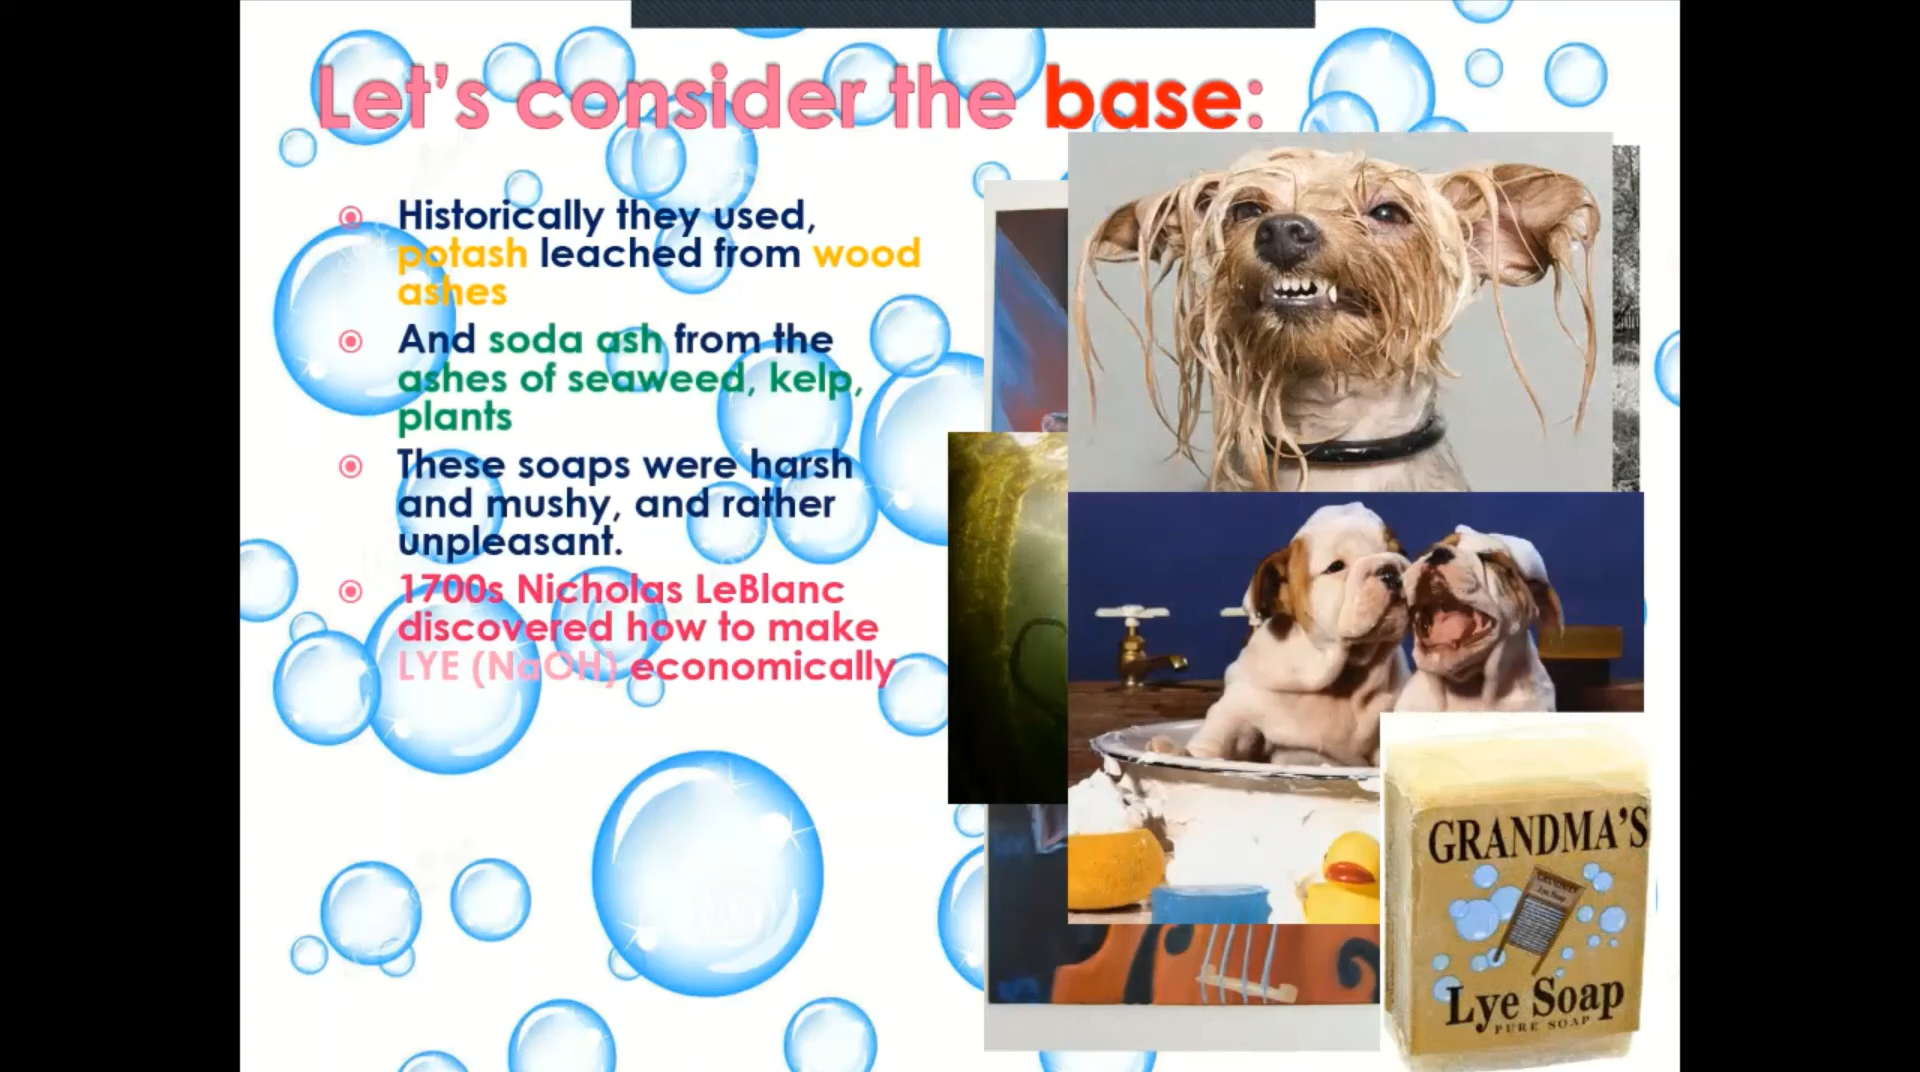 Let's consider the base:
Historically they used,
potash leached from wood
ashes
And soda ash from the
ashes of seaweed, kelp,
plants
These soaps were harsh
and mushy, and rather
unpleasant.
1700s Nicholas LeBlanc
discovered how to make
LYE (NaOH) economically
GRANDMA'S
Lye Soap
PURE SOAP